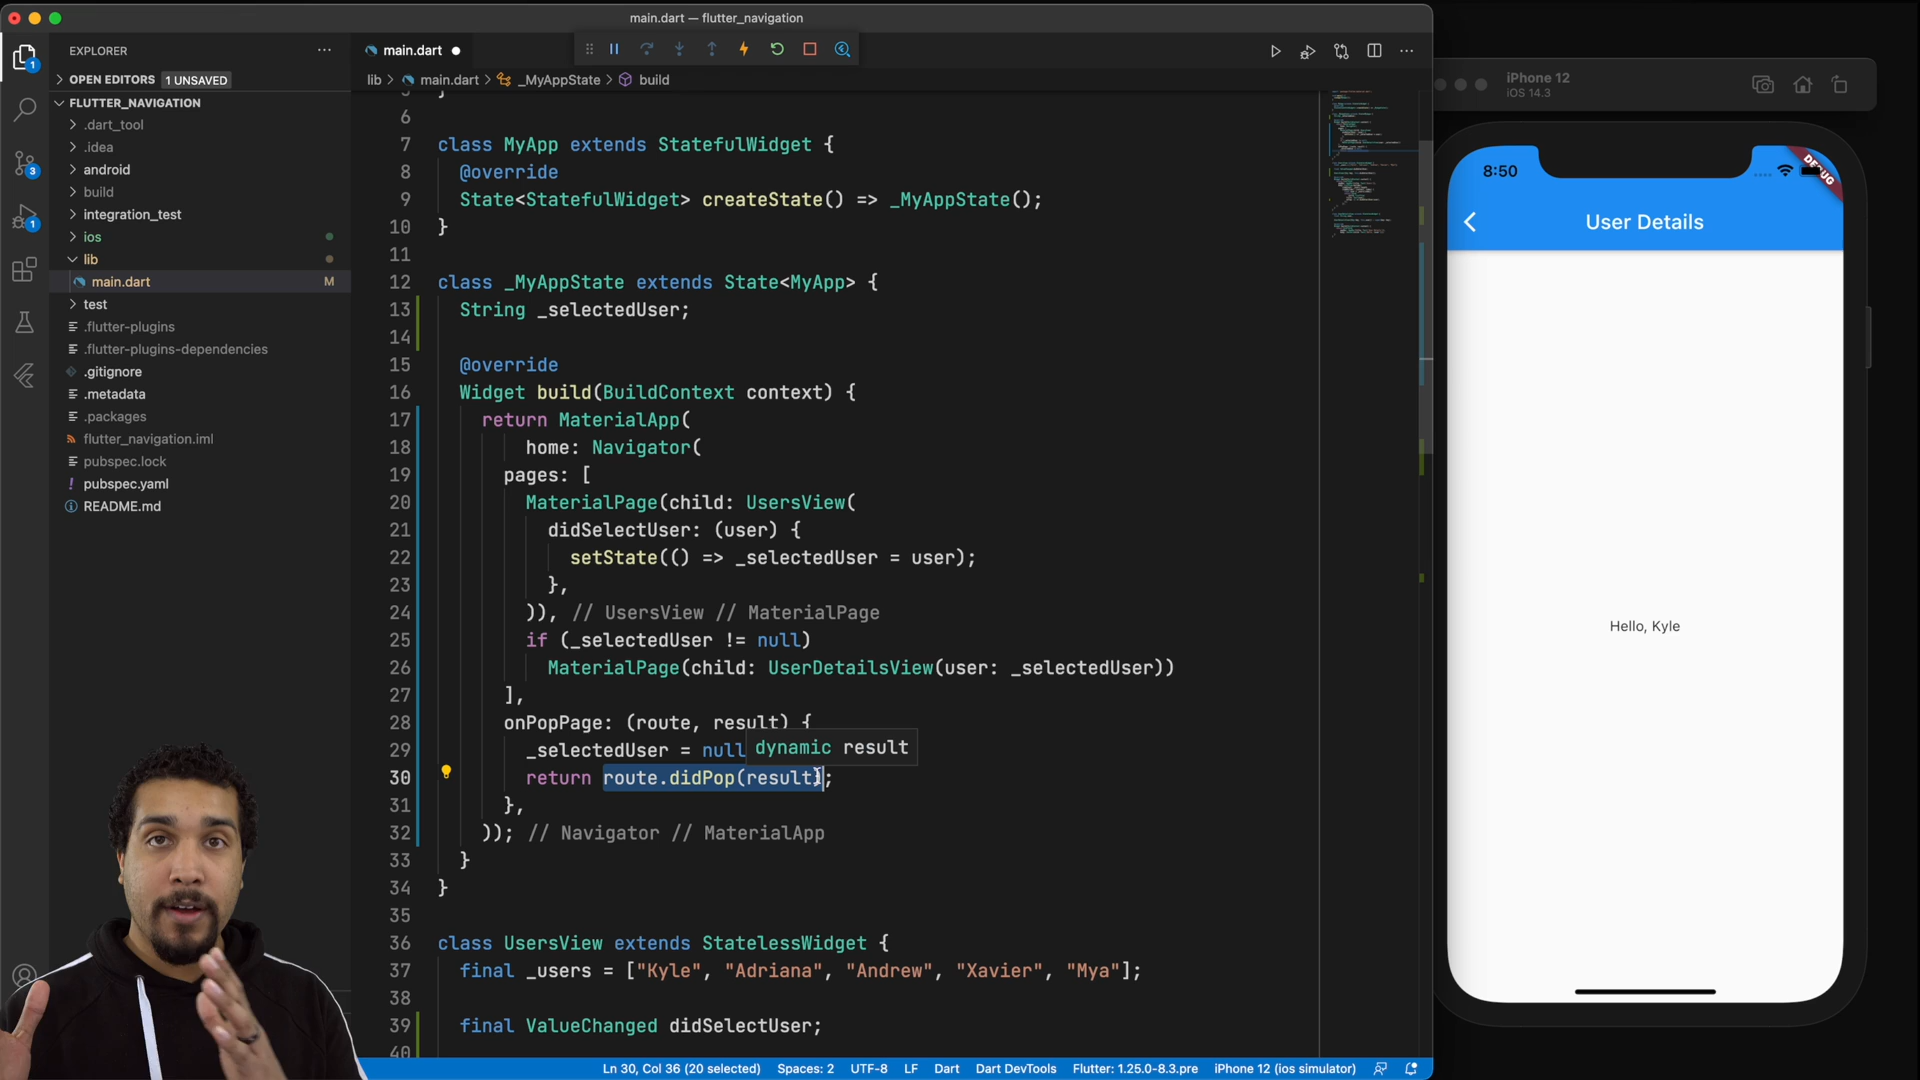 main.dart — flutter_navigation
EXPLORER
main.dart
OPEN EDITORS 1 UNSAVED
lib > main.dart > _MyAppState > build
FLUTTER_NAVIGATION
.dart_tool
.idea
android
build
integration_test
ios
lib
main.dart M
test
.flutter-plugins
.flutter-plugins-dependencies
.gitignore
.metadata
.packages
flutter_navigation.iml
pubspec.lock
pubspec.yaml
README.md
1
3
1
6
7 class MyApp extends StatefulWidget {
8 @override
9 State<StatefulWidget> createState() => _MyAppState();
10 }
11
12 class _MyAppState extends State<MyApp> {
13 String _selectedUser;
14
15 @override
16 Widget build(BuildContext context) {
17 return MaterialApp(
18 home: Navigator(
19 pages: [
20 MaterialPage(child: UsersView(
21 didSelectUser: (user) {
22 setState(() => _selectedUser = user);
23 },
24 )), // UsersView // MaterialPage
25 if (_selectedUser != null)
26 MaterialPage(child: UserDetailsView(user: _selectedUser))
27 ],
28 onPopPage: (route, result) {
29 _selectedUser = null
dynamic result
30 return route.didPop(result);
31 },
32 )); // Navigator // MaterialApp
33 }
34 }
35
36 class UsersView extends StatelessWidget {
37 final _users = ["Kyle", "Adriana", "Andrew", "Xavier", "Mya"];
38
39 final ValueChanged didSelectUser;
40
Ln 30, Col 36 (20 selected) Spaces: 2 UTF-8 LF Dart Dart DevTools Flutter: 1.25.0-8.3.pre iPhone 12 (ios simulator)
iPhone 12
iOS 14.3
8:50
DEBUG
User Details
Hello, Kyle